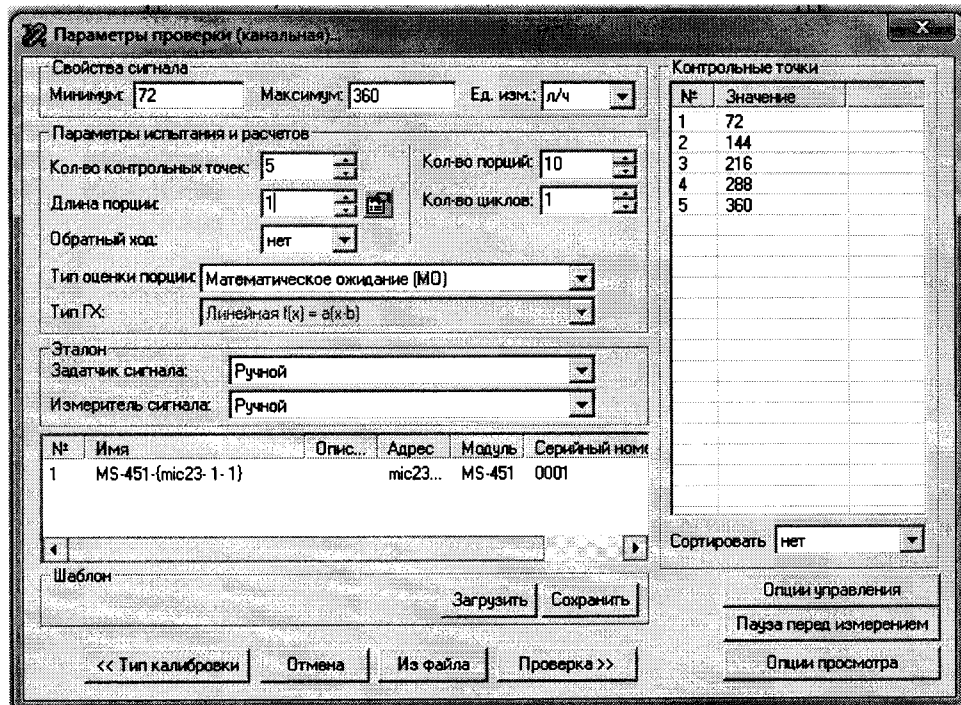 Параметры проверки (канальная)...
Свойства сигнала
Минимум: 72 Максимум: 360 Ед. изм.: л/ч
Параметры испытания и расчетов
Кол-во контрольных точек: 5 Кол-во порций: 10
Длина порции: 1 Кол-во циклов: 1
Обратный ход: нет
Тип оценки порции: Математическое ожидание (МО)
Тип ГХ: Линейная f(x) = a(x-b)
Эталон
Задатчик сигнала: Ручной
Измеритель сигнала: Ручной
№ Имя Опис... Адрес Модуль Серийный номе
1 MS-451-{mic23- 1- 1} mic23... MS-451 0001
Шаблон
Загрузить Сохранить
<< Тип калибровки Отмена Из файла Проверка >>
Контрольные точки
№ Значение
1 72
2 144
3 216
4 288
5 360
Сортировать нет
Опции управления
Пауза перед измерением
Опции просмотра